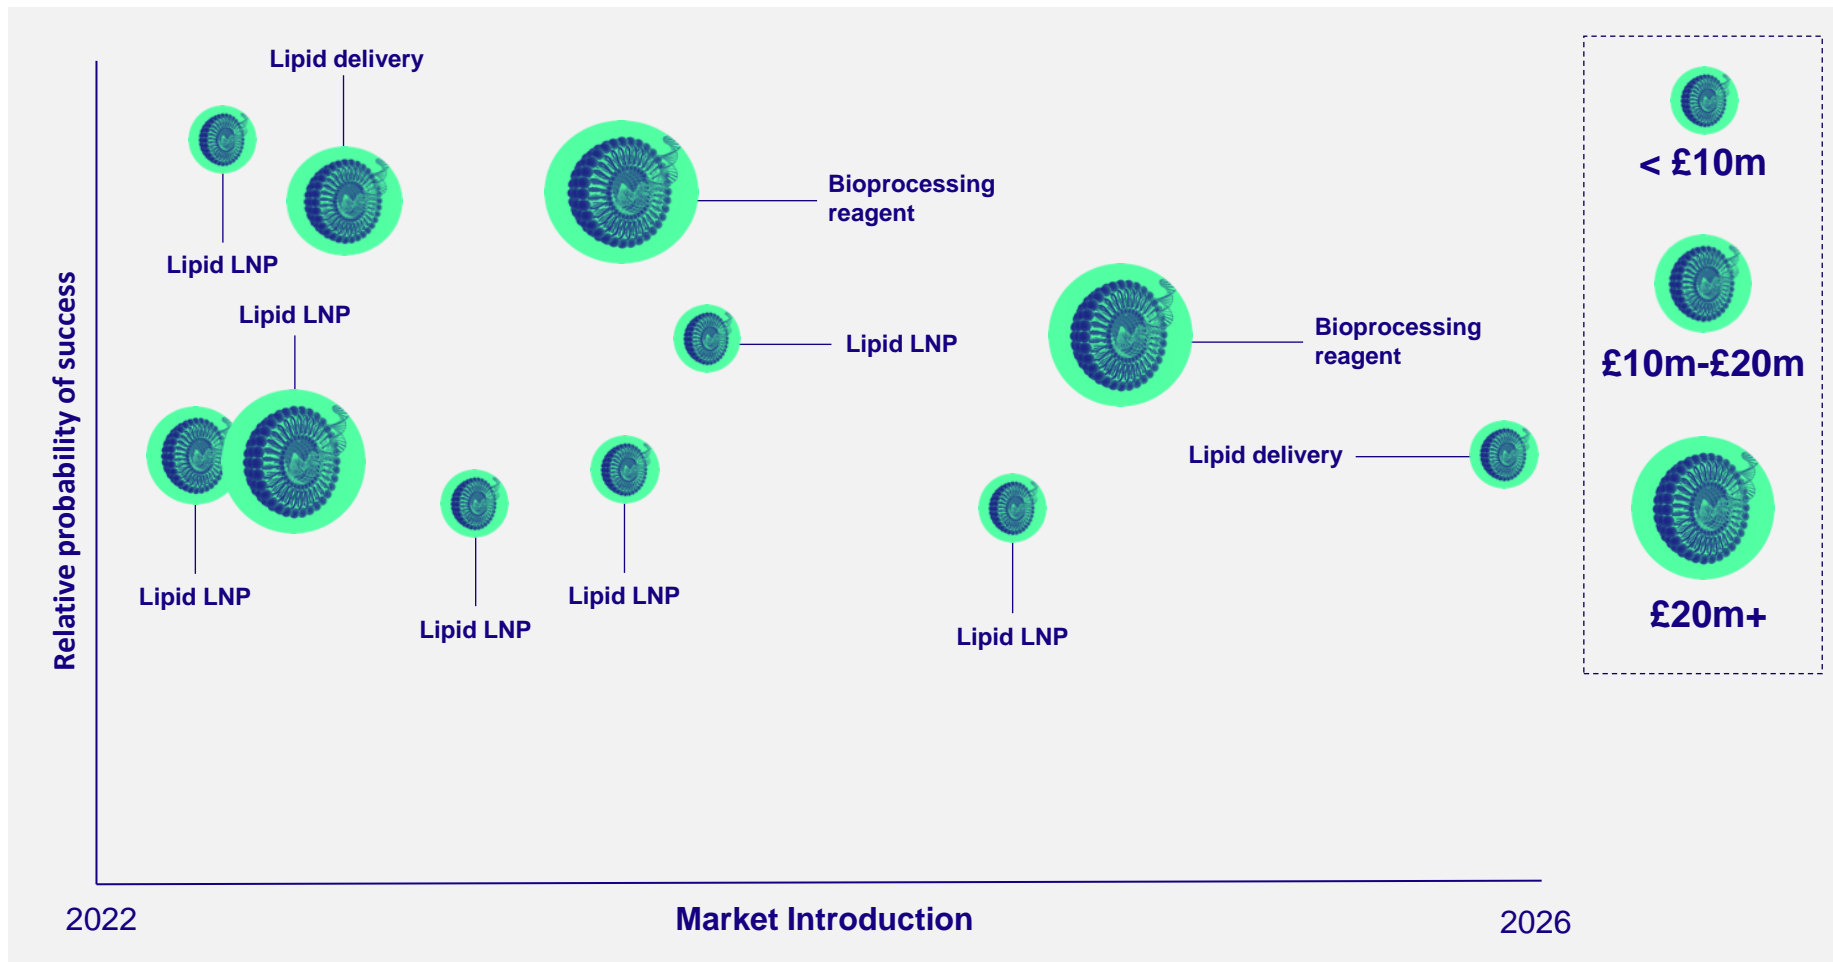 Lipid delivery
Lipid LNP
Bioprocessing
reagent
Lipid LNP
Lipid LNP
Bioprocessing
reagent
Lipid delivery
Lipid LNP
Lipid LNP
Lipid LNP
Lipid LNP
Relative probability of success
2022
Market Introduction
2026
< £10m
£10m-£20m
£20m+